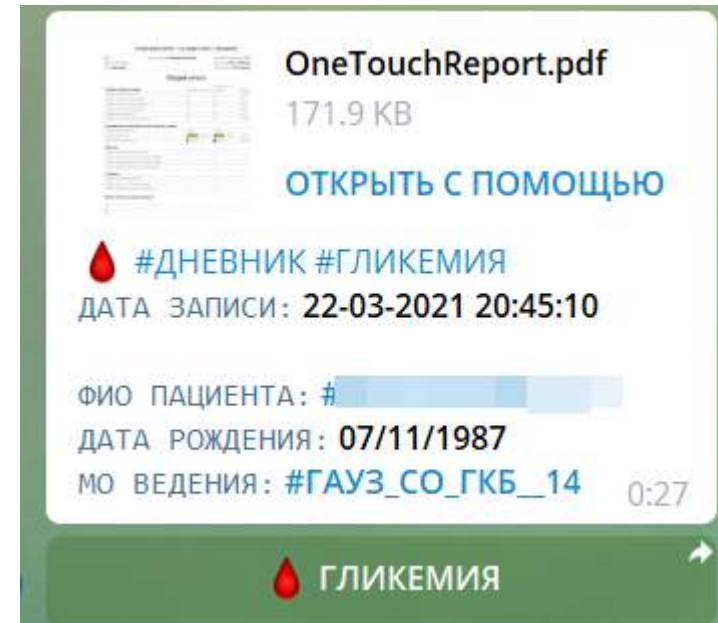 OneTouchReport.pdf
171.9 KB
ОТКРЫТЬ С ПОМОЩЬЮ
#ДНЕВНИК #ГЛИКЕМИЯ
ДАТА ЗАПИСИ: 22-03-2021 20:45:10
ФИО ПАЦИЕНТА: #
ДАТА РОЖДЕНИЯ: 07/11/1987
МО ВЕДЕНИЯ: #ГАУЗ_СО_ГКБ__14 0:27
ГЛИКЕМИЯ